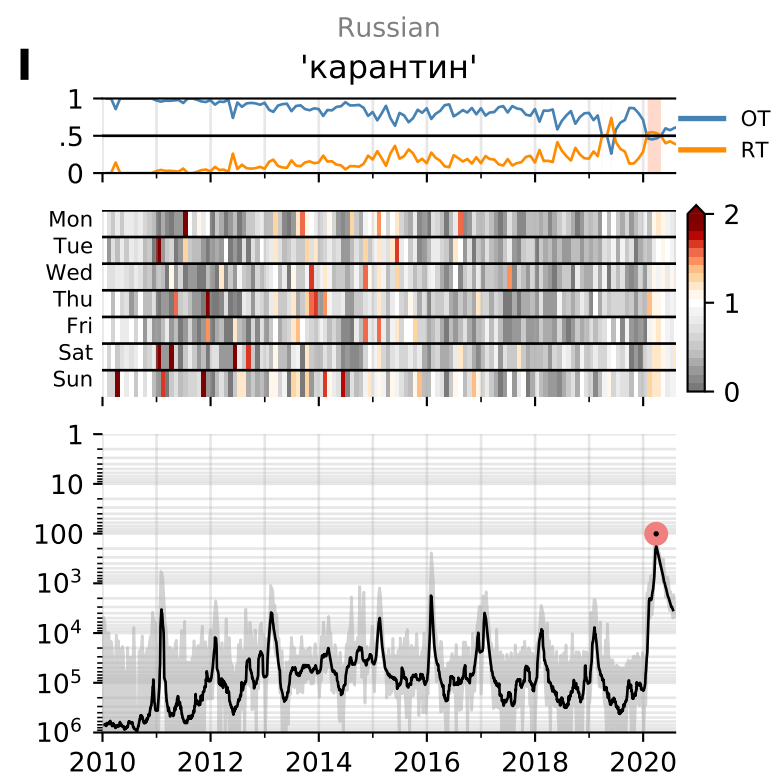 Russian
I
'карантин'
1
.5
0
OT
RT
Mon
Tue
Wed
Thu
Fri
Sat
Sun
2
1
0
1
10
100
10³
10⁴
10⁵
10⁶
2010 2012 2014 2016 2018 2020